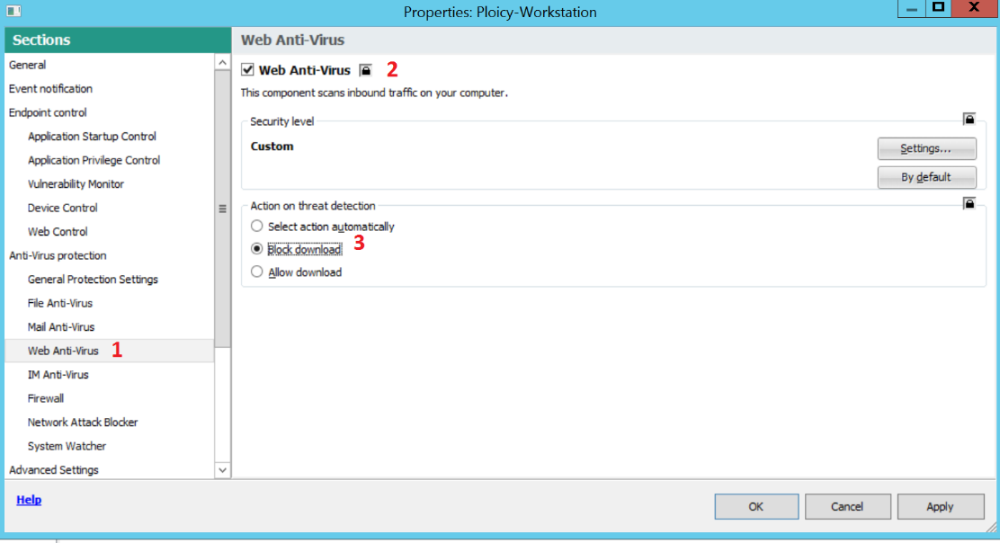 Properties: Ploicy-Workstation
Sections
General
Event notification
Endpoint control
Application Startup Control
Application Privilege Control
Vulnerability Monitor
Device Control
Web Control
Anti-Virus protection
General Protection Settings
File Anti-Virus
Mail Anti-Virus
Web Anti-Virus 1
IM Anti-Virus
Firewall
Network Attack Blocker
System Watcher
Advanced Settings
Web Anti-Virus
Web Anti-Virus 2
This component scans inbound traffic on your computer.
Security level
Custom
Settings...
By default
Action on threat detection
Select action automatically
Block download 3
Allow download
Help
OK
Cancel
Apply